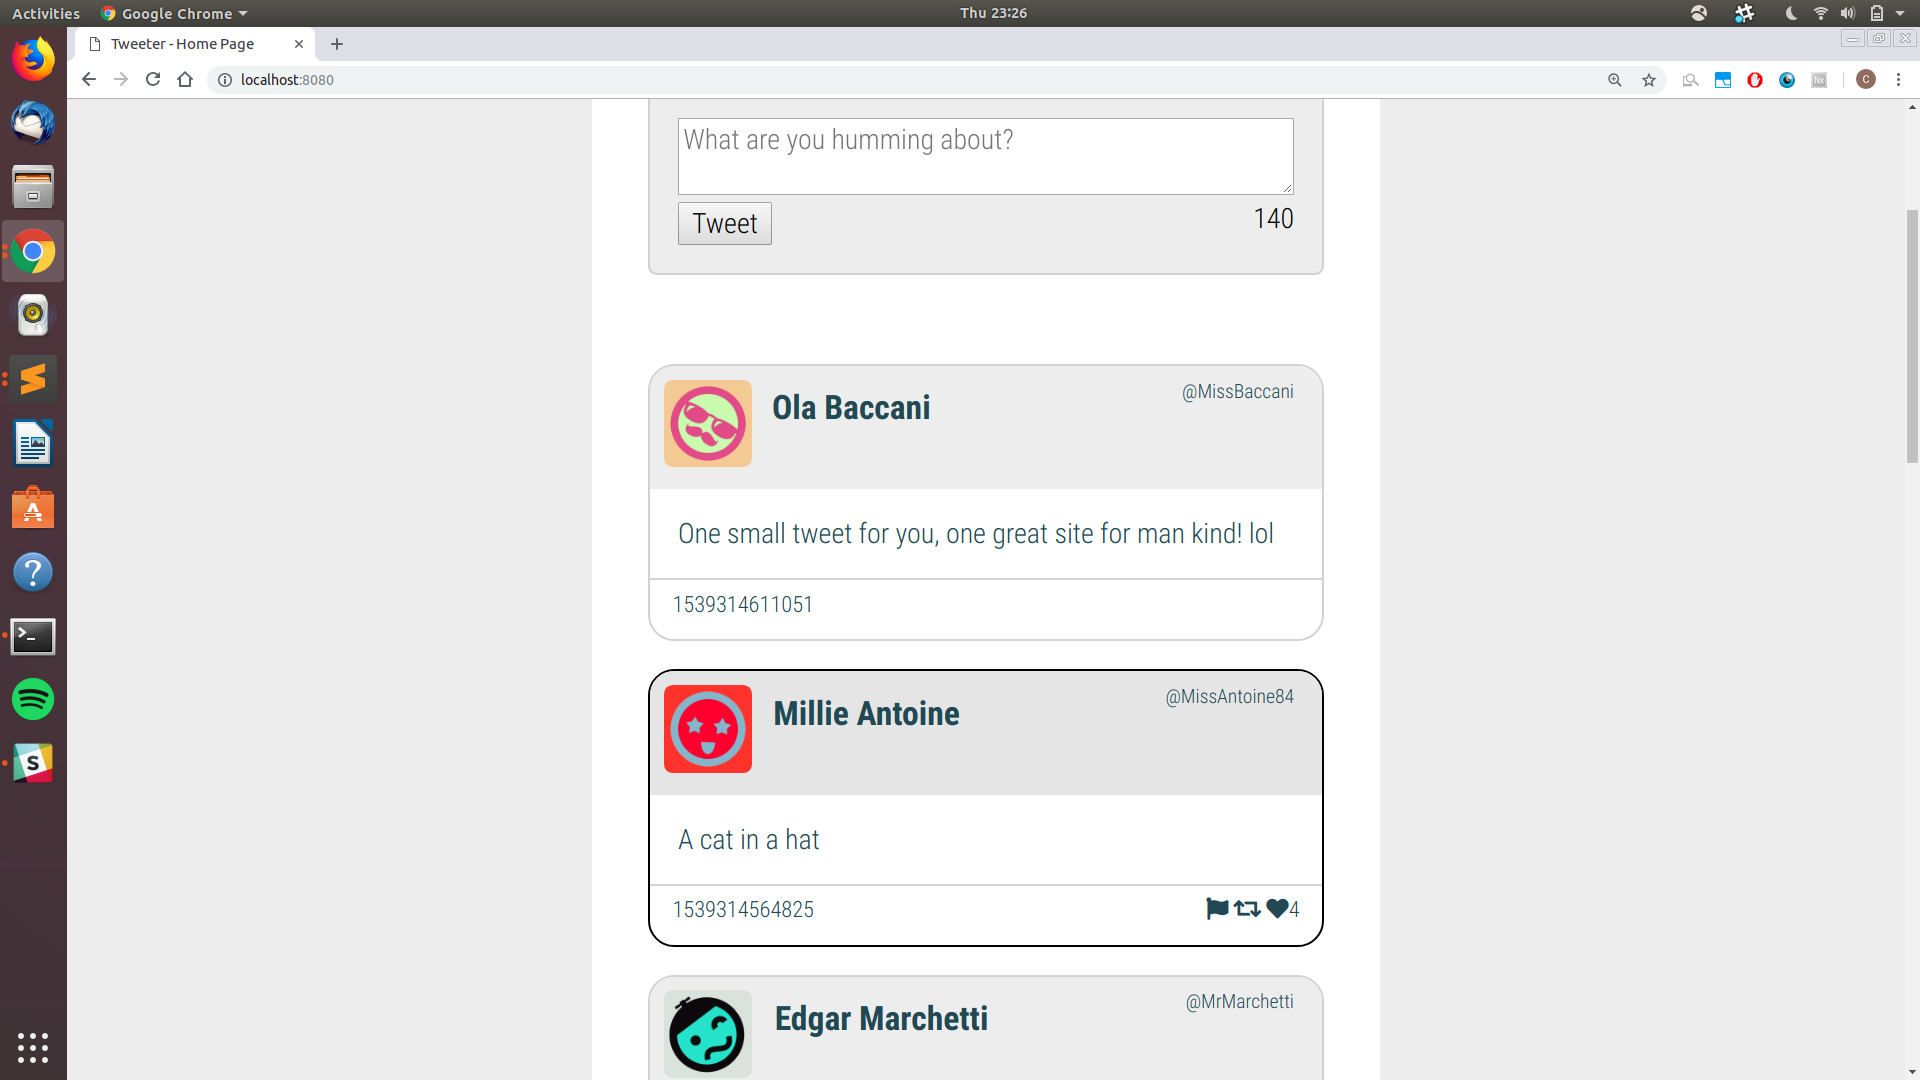 Activities Google Chrome Thu 23:26
Tweeter - Home Page
localhost:8080
C
What are you humming about?
Tweet 140
Ola Baccani @MissBaccani
One small tweet for you, one great site for man kind! lol
1539314611051
Millie Antoine @MissAntoine84
A cat in a hat
1539314564825 4
Edgar Marchetti @MrMarchetti